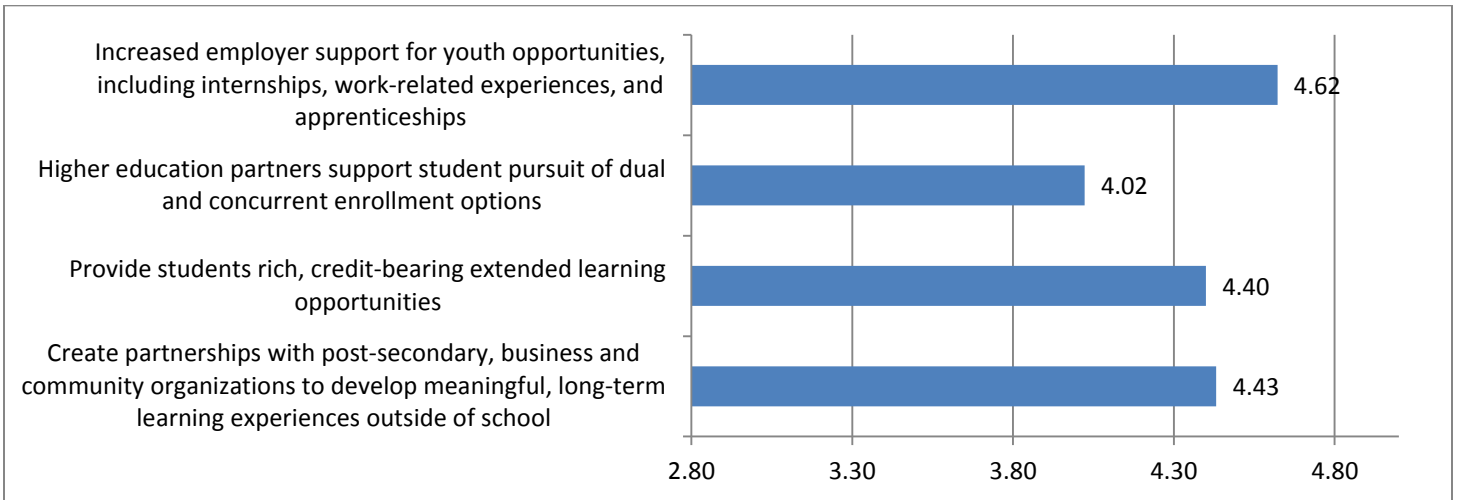 Increased employer support for youth opportunities,
including internships, work-related experiences, and
apprenticeships
4.62
Higher education partners support student pursuit of dual
and concurrent enrollment options
4.02
Provide students rich, credit-bearing extended learning
opportunities
4.40
Create partnerships with post-secondary, business and
community organizations to develop meaningful, long-term
learning experiences outside of school
4.43
2.80 3.30 3.80 4.30 4.80